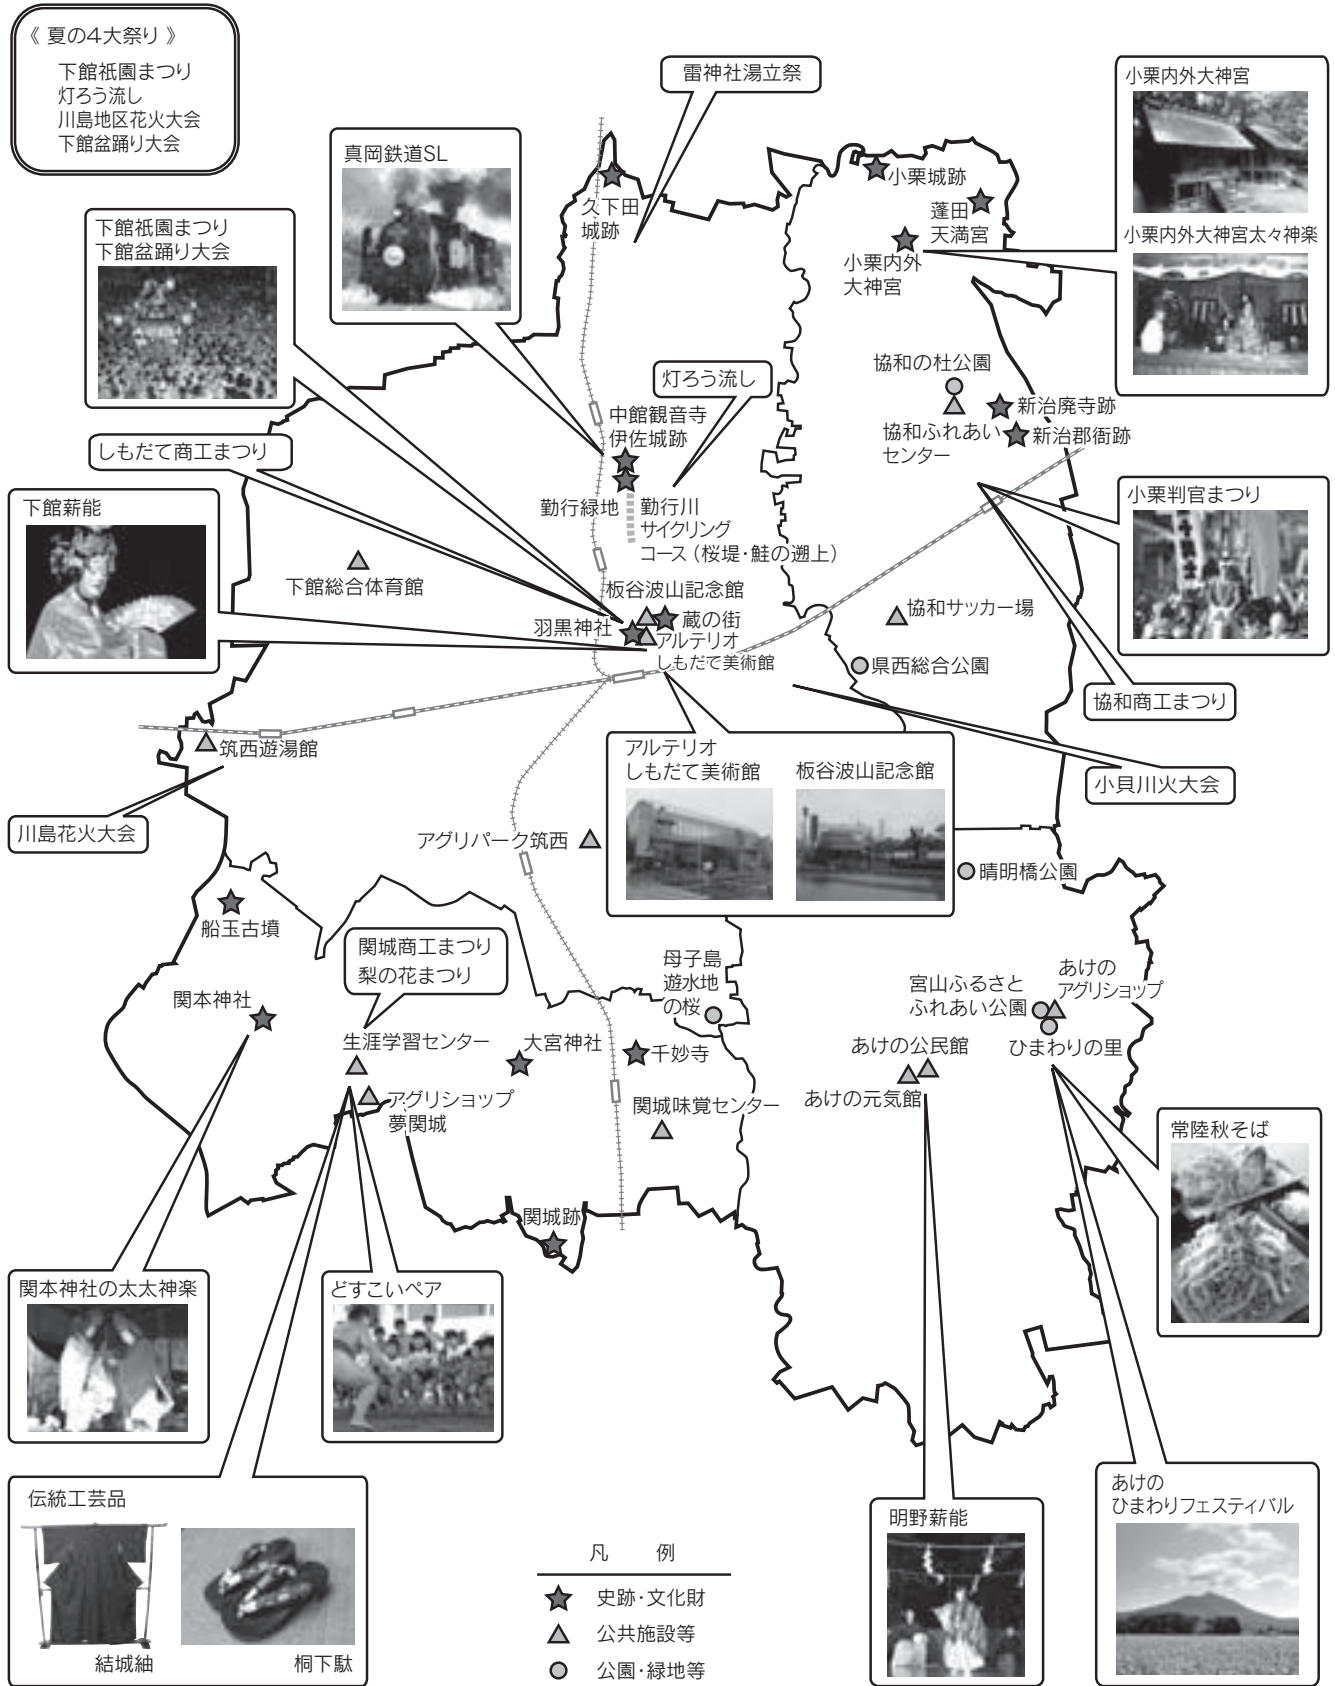 《 夏の4大祭り 》
下館祇園まつり
灯ろう流し
川島地区花火大会
下館盆踊り大会
雷神社湯立祭
小栗内外大神宮
小栗内外大神宮太々神楽
真岡鉄道SL
久下田
城跡
小栗城跡
蓬田
天満宮
小栗内外
大神宮
下館祇園まつり
下館盆踊り大会
灯ろう流し
協和の杜公園
新治廃寺跡
協和ふれあい
センター
新治郡衙跡
中館観音寺
伊佐城跡
しもだて商工まつり
下館薪能
勤行緑地
勤行川
サイクリング
コース（桜堤･鮭の遡上）
小栗判官まつり
下館総合体育館
板谷波山記念館
蔵の街
羽黒神社
アルテリオ
しもだて美術館
協和サッカー場
県西総合公園
協和商工まつり
筑西遊湯館
アルテリオ
しもだて美術館
板谷波山記念館
小貝川火大会
川島花火大会
アグリパーク筑西
晴明橋公園
船玉古墳
関城商工まつり
梨の花まつり
母子島
遊水地
の桜
宮山ふるさと
ふれあい公園
あけの
アグリショップ
関本神社
生涯学習センター
大宮神社
千妙寺
あけの公民館
ひまわりの里
アグリショップ
夢関城
関城味覚センター
あけの元気館
常陸秋そば
関城跡
関本神社の太太神楽
どすこいペア
伝統工芸品
結城紬
桐下駄
明野薪能
あけの
ひまわりフェスティバル
凡　例
史跡･文化財
公共施設等
公園･緑地等